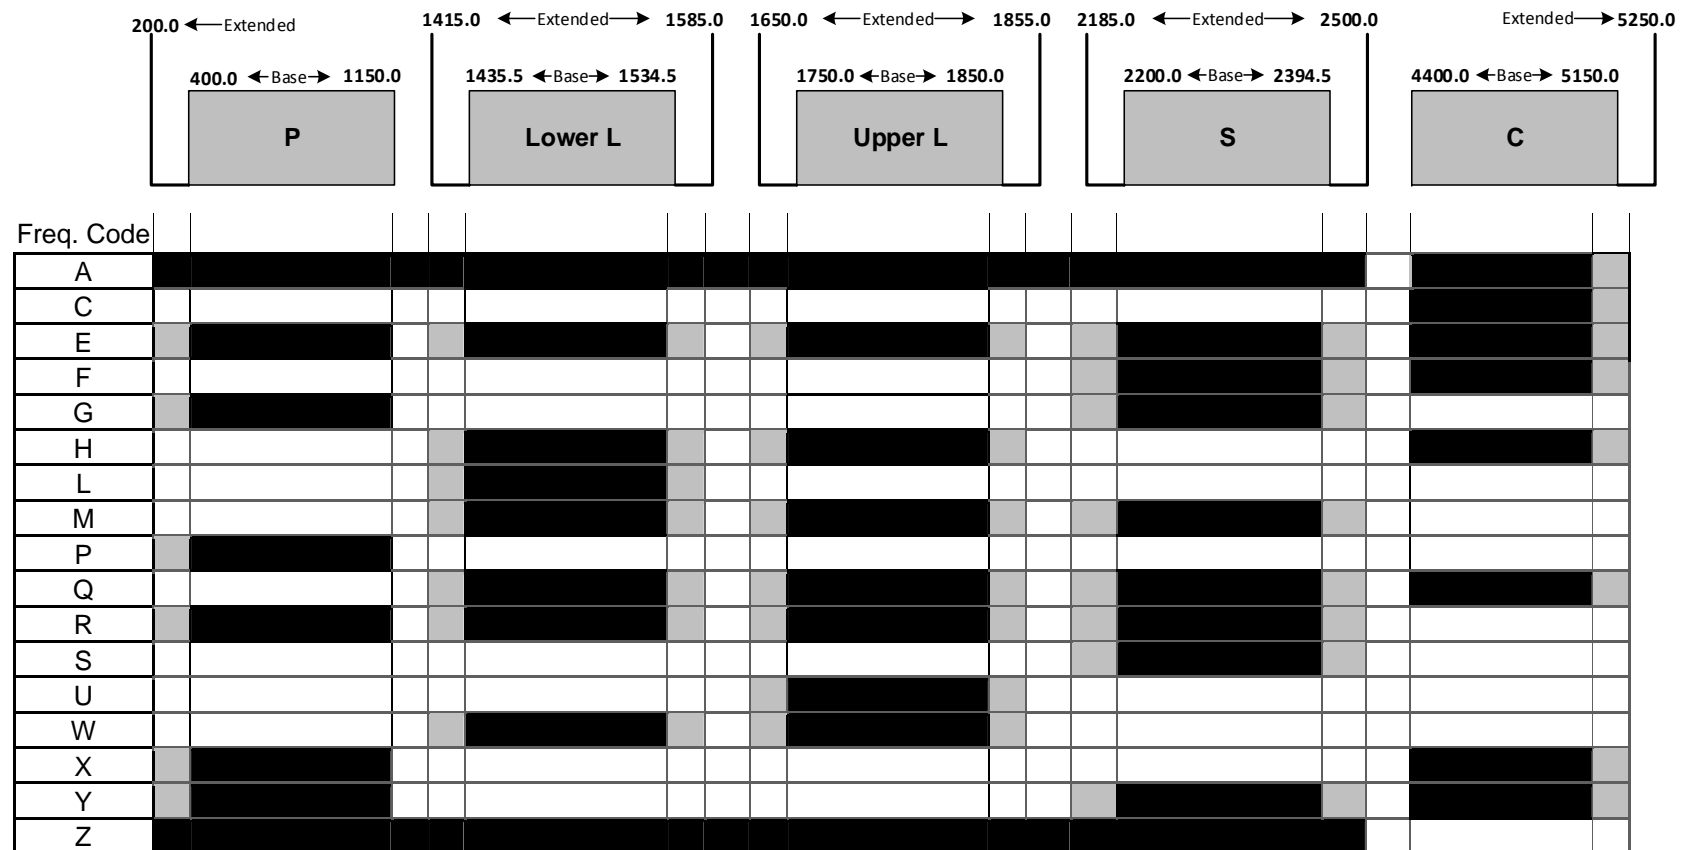 200.0 Extended
1415.0 Extended 1585.0
1650.0 Extended 1855.0
2185.0 Extended 2500.0
Extended 5250.0
400.0 Base 1150.0
1435.5 Base 1534.5
1750.0 Base 1850.0
2200.0 Base 2394.5
4400.0 Base 5150.0
P
Lower L
Upper L
S
C
Freq. Code
A
C
E
F
G
H
L
M
P
Q
R
S
U
W
X
Y
Z